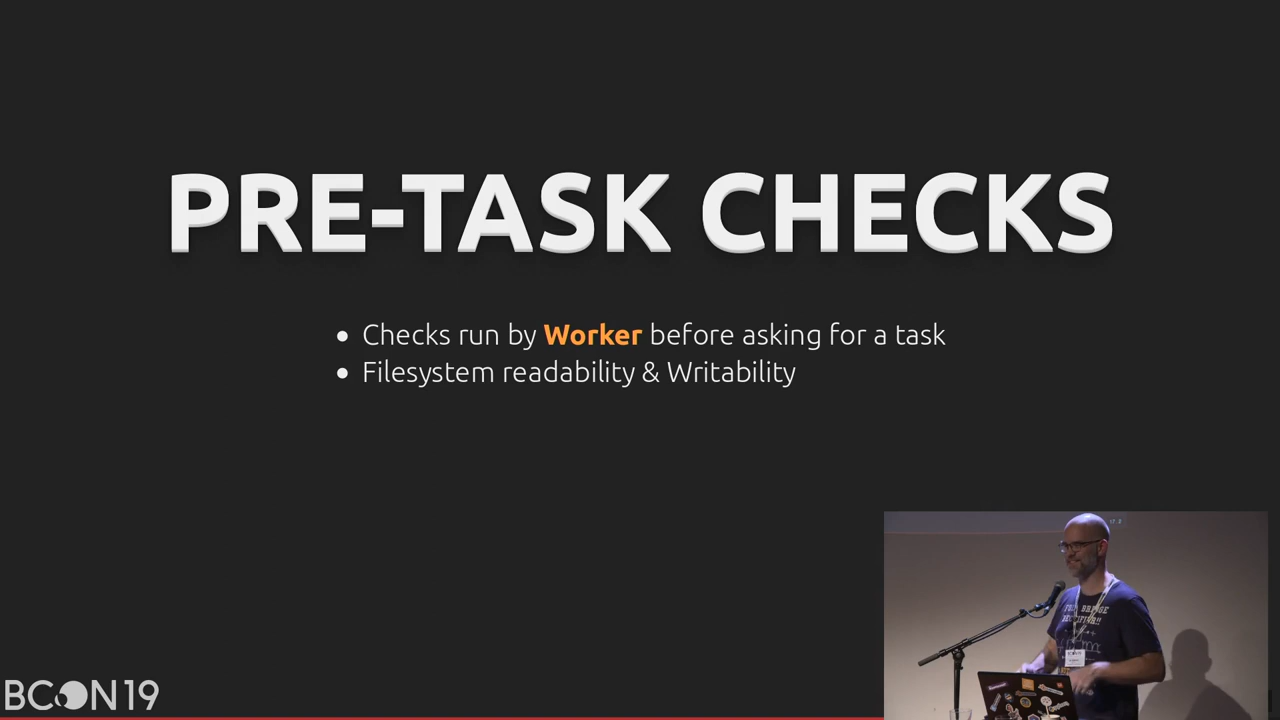 PRE-TASK CHECKS
Checks run by Worker before asking for a task
Filesystem readability & Writability
BCON19